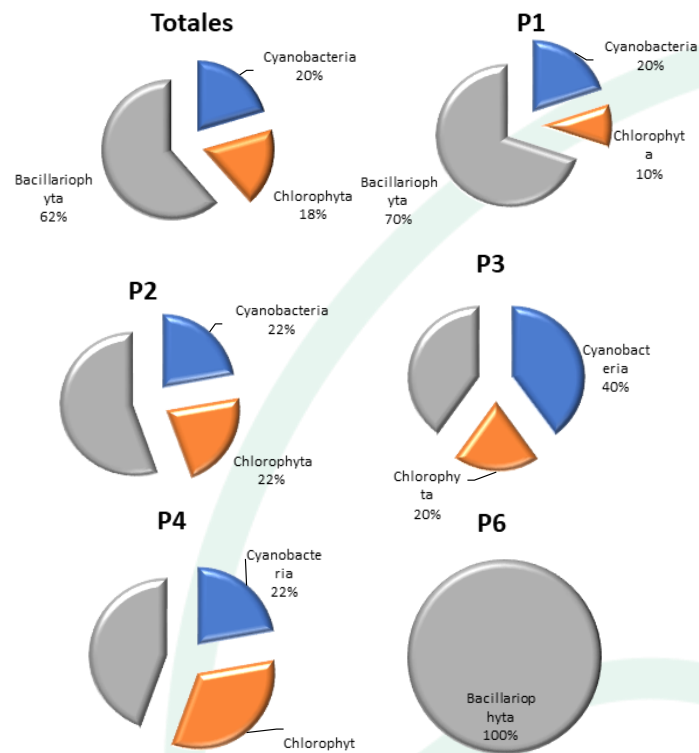 Totales
Cyanobacteria
20%
Bacillarioph
yta
62%
Chlorophyta
18%
P1
Cyanobacteria
20%
Chlorophyt
a
10%
Bacillarioph
yta
70%
P2
Cyanobacteria
22%
Chlorophyta
22%
P3
Cyanobact
eria
40%
Chlorophy
ta
20%
P4
Cyanobacte
ria
22%
Chlorophyt
P6
Bacillariop
hyta
100%